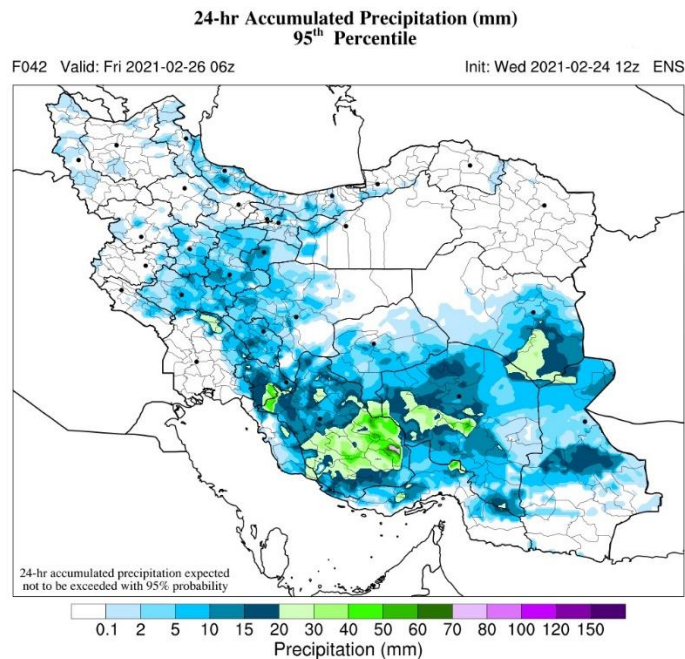 24-hr Accumulated Precipitation (mm)
95th Percentile
F042 Valid: Fri 2021-02-26 06z Init: Wed 2021-02-24 12z ENS
24-hr accumulated precipitation expected
not to be exceeded with 95% probability
0.1 2 5 10 15 20 30 40 50 60 70 80 100 120 150
Precipitation (mm)